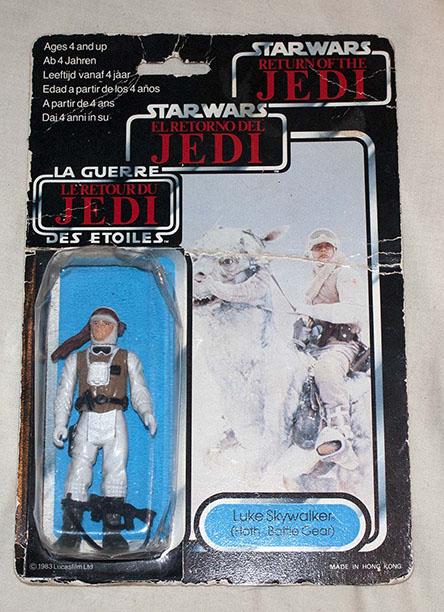 Ages 4 and up
Ab 4 Jahren
Leeftijd vanaf 4 jaar
Edad a partir de los 4 años
A partir de 4 ans
Dai 4 anni in su
STAR WARS
RETURN OF THE
JEDI
STAR WARS
EL RETORNO DEL
JEDI
LA GUERRE
LE RETOUR DU
JEDI
DES ETOILES
Luke Skywalker
(Hoth Battle Gear)
© 1983 Lucasfilm Ltd
MADE IN HONG KONG